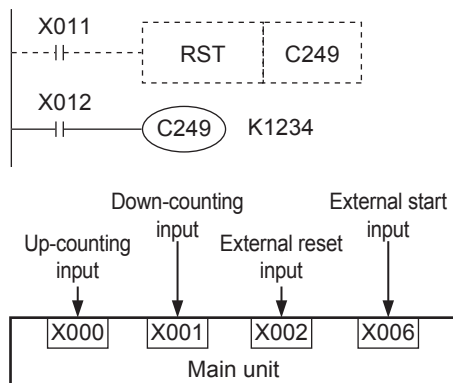 X011
RST C249
X012
C249 K1234
Down-counting input
External start input
Up-counting input
External reset input
X000 X001 X002 X006
Main unit